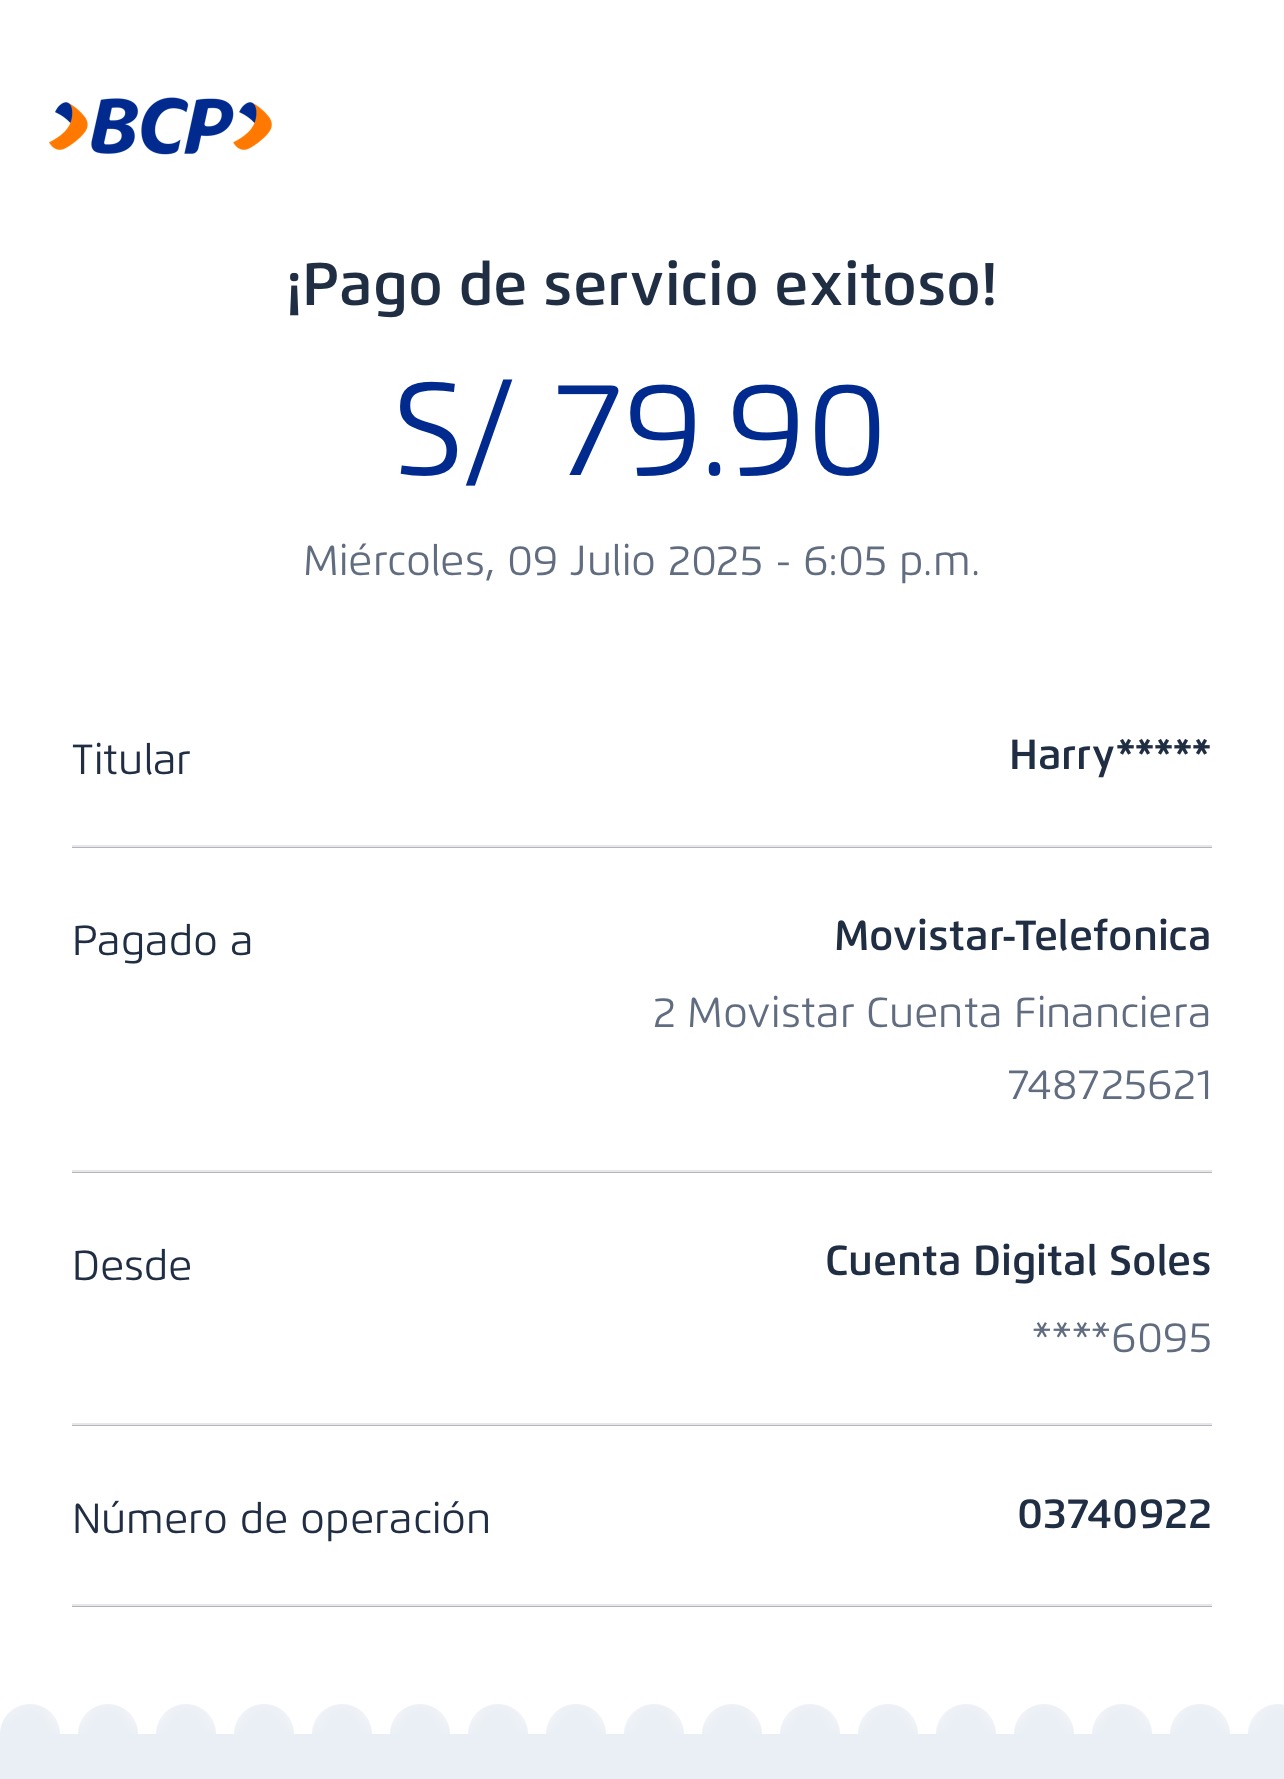 BCP
¡Pago de servicio exitoso!
S/ 79.90
Miércoles, 09 Julio 2025 - 6:05 p.m.
Titular
Harry*****
Pagado a
Movistar-Telefonica
2 Movistar Cuenta Financiera
748725621
Desde
Cuenta Digital Soles
****6095
Número de operación
03740922